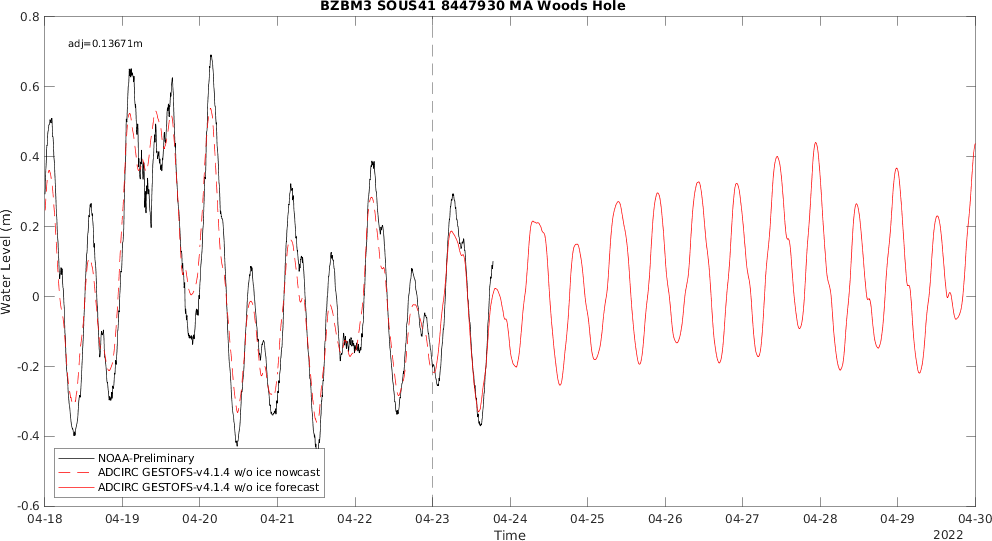 BZBM3 SOUS41 8447930 MA Woods Hole
adj=0.13671m
Water Level (m)
0.8
0.6
0.4
0.2
0
-0.2
-0.4
-0.6
NOAA-Preliminary
ADCIRC GESTOFS-v4.1.4 w/o ice nowcast
ADCIRC GESTOFS-v4.1.4 w/o ice forecast
04-18 04-19 04-20 04-21 04-22 04-23 04-24 04-25 04-26 04-27 04-28 04-29 04-30
Time
2022